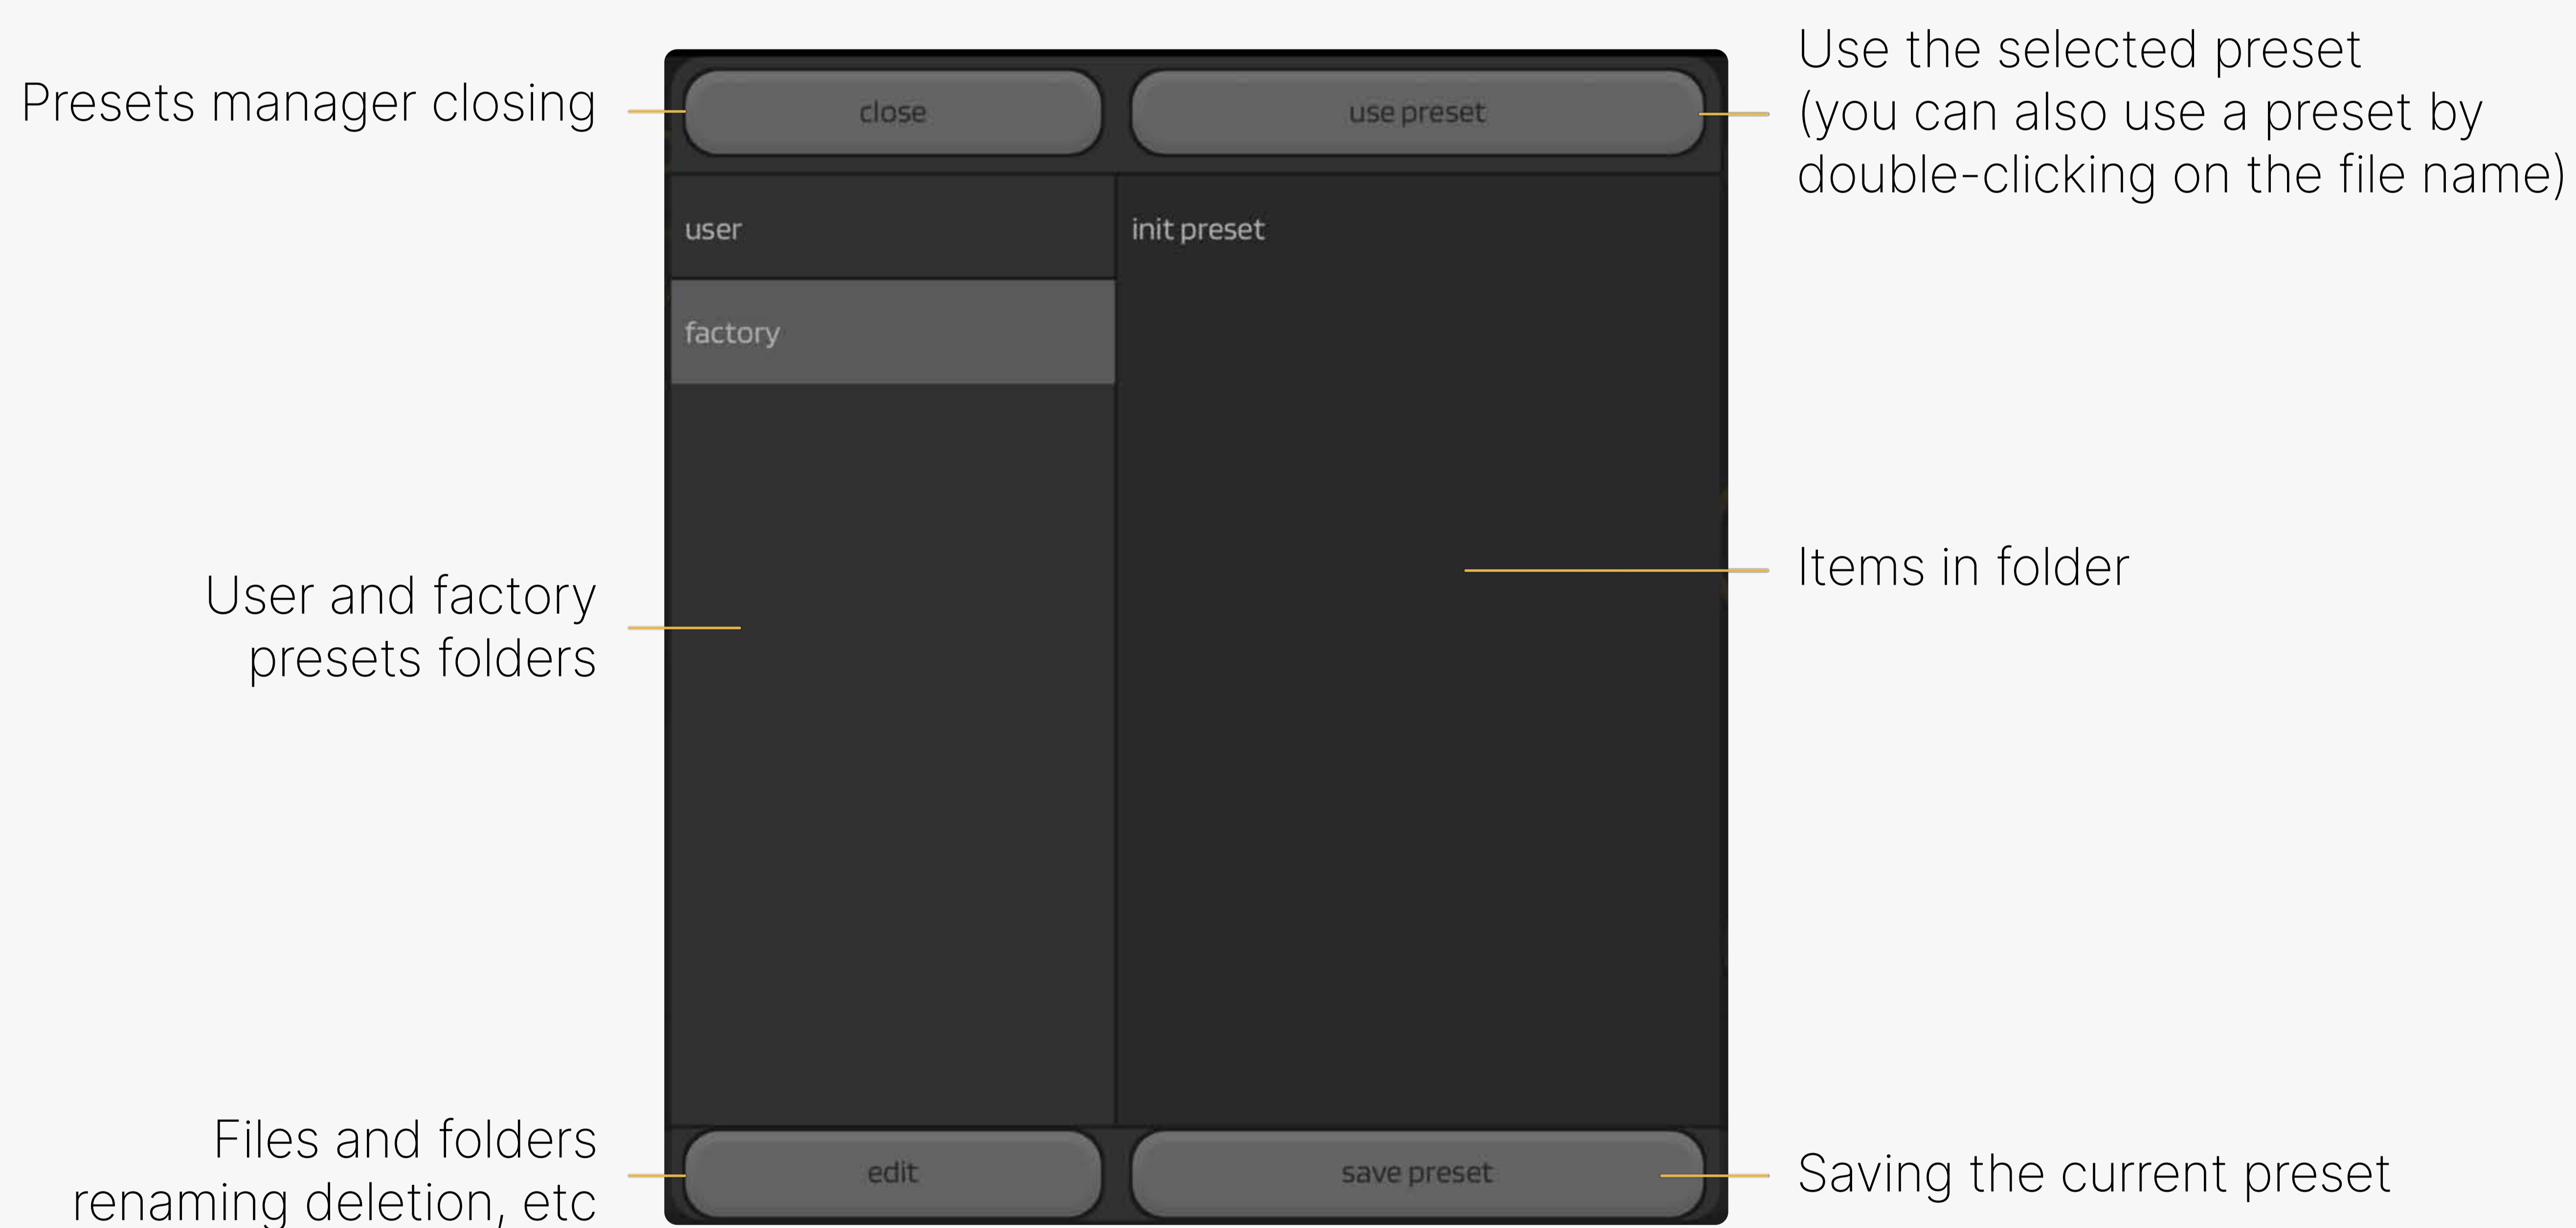 Presets manager closing
close
use preset
Use the selected preset
(you can also use a preset by
double-clicking on the file name)
user
init preset
factory
User and factory
presets folders
Items in folder
Files and folders
renaming deletion, etc
edit
save preset
Saving the current preset